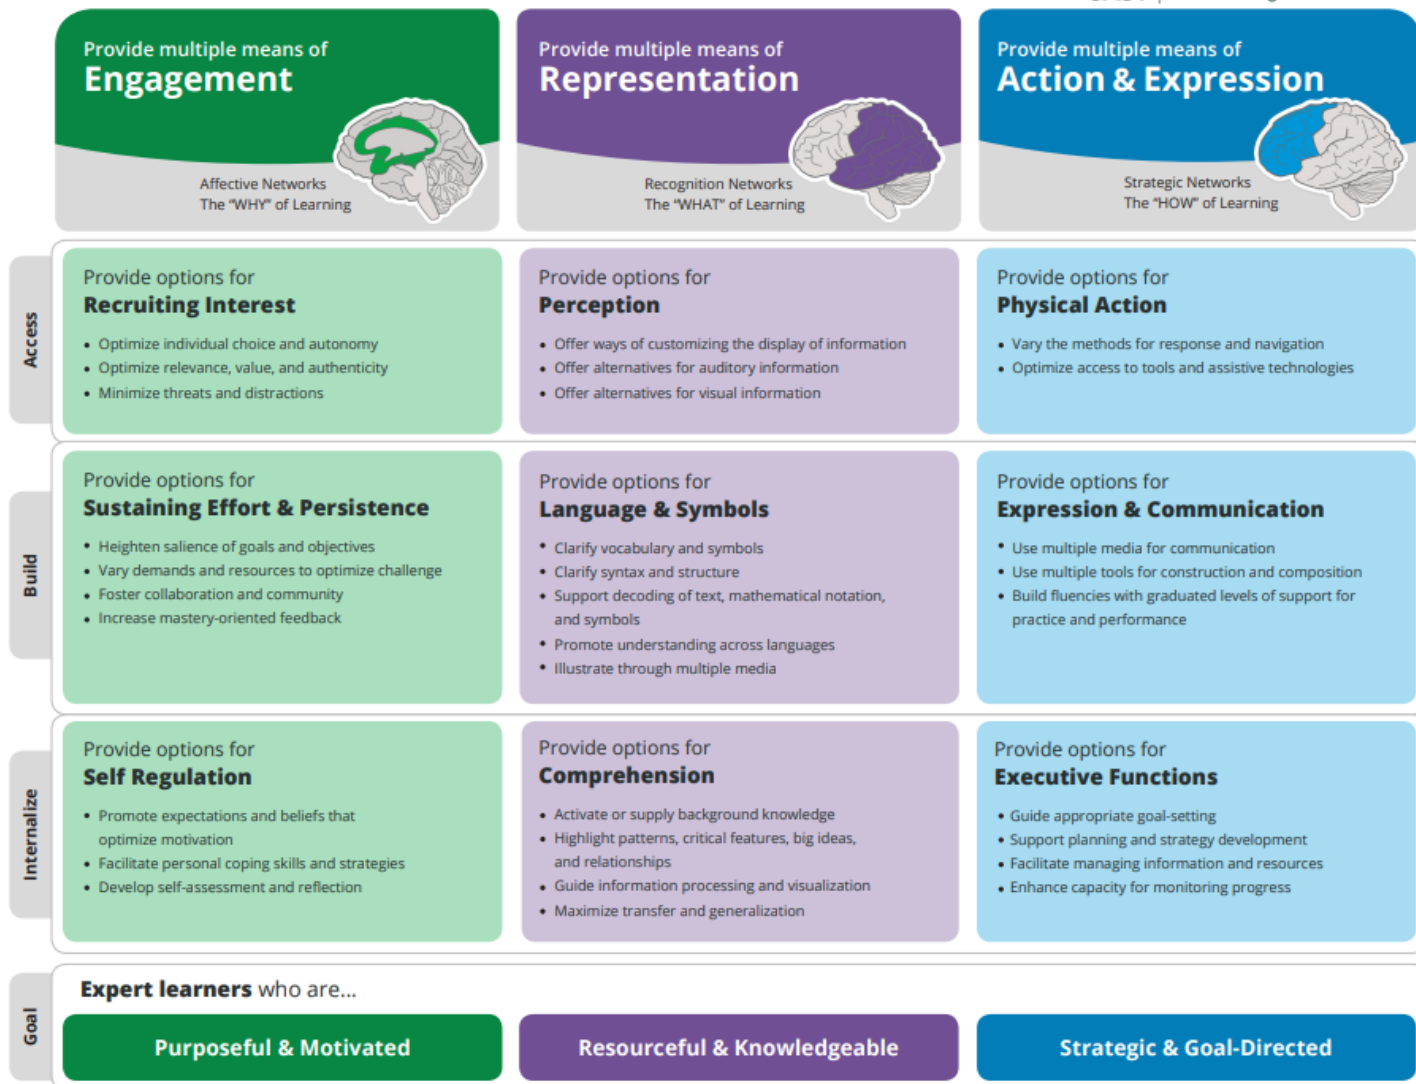 Provide multiple means of
Engagement
Affective Networks
The “WHY” of Learning
Provide multiple means of
Representation
Recognition Networks
The “WHAT” of Learning
Provide multiple means of
Action & Expression
Strategic Networks
The “HOW” of Learning
Access
Provide options for
Recruiting Interest
• Optimize individual choice and autonomy
• Optimize relevance, value, and authenticity
• Minimize threats and distractions
Provide options for
Perception
• Offer ways of customizing the display of information
• Offer alternatives for auditory information
• Offer alternatives for visual information
Provide options for
Physical Action
• Vary the methods for response and navigation
• Optimize access to tools and assistive technologies
Build
Provide options for
Sustaining Effort & Persistence
• Heighten salience of goals and objectives
• Vary demands and resources to optimize challenge
• Foster collaboration and community
• Increase mastery-oriented feedback
Provide options for
Language & Symbols
• Clarify vocabulary and symbols
• Clarify syntax and structure
• Support decoding of text, mathematical notation,
and symbols
• Promote understanding across languages
• Illustrate through multiple media
Provide options for
Expression & Communication
• Use multiple media for communication
• Use multiple tools for construction and composition
• Build fluencies with graduated levels of support for
practice and performance
Internalize
Provide options for
Self Regulation
• Promote expectations and beliefs that
optimize motivation
• Facilitate personal coping skills and strategies
• Develop self-assessment and reflection
Provide options for
Comprehension
• Activate or supply background knowledge
• Highlight patterns, critical features, big ideas,
and relationships
• Guide information processing and visualization
• Maximize transfer and generalization
Provide options for
Executive Functions
• Guide appropriate goal-setting
• Support planning and strategy development
• Facilitate managing information and resources
• Enhance capacity for monitoring progress
Goal
Expert learners who are...
Purposeful & Motivated
Resourceful & Knowledgeable
Strategic & Goal-Directed